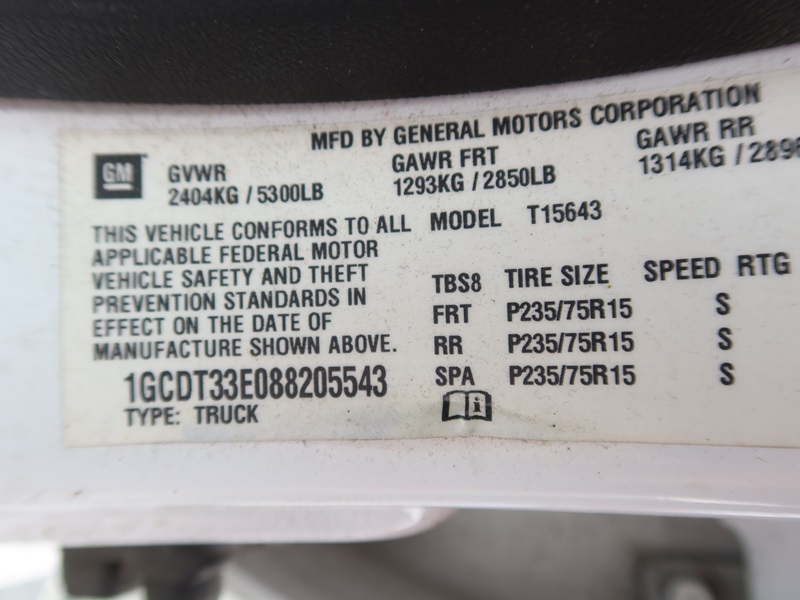 MFD BY GENERAL MOTORS CORPORATION
GM
GVWR GAWR FRT GAWR RR
2404KG / 5300LB 1293KG / 2850LB 1314KG / 2896
THIS VEHICLE CONFORMS TO ALL
APPLICABLE FEDERAL MOTOR
VEHICLE SAFETY AND THEFT
PREVENTION STANDARDS IN
EFFECT ON THE DATE OF
MANUFACTURE SHOWN ABOVE.
1GCDT33E088205543
TYPE: TRUCK
MODEL T15643
TBS8 TIRE SIZE SPEED RTG
FRT P235/75R15 S
RR P235/75R15 S
SPA P235/75R15 S
i